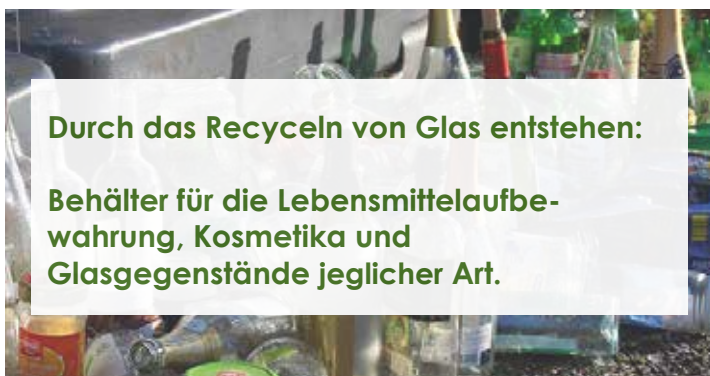 Durch das Recyceln von Glas entstehen:
Behälter für die Lebensmittelaufbe-
wahrung, Kosmetika und
Glasgegenstände jeglicher Art.